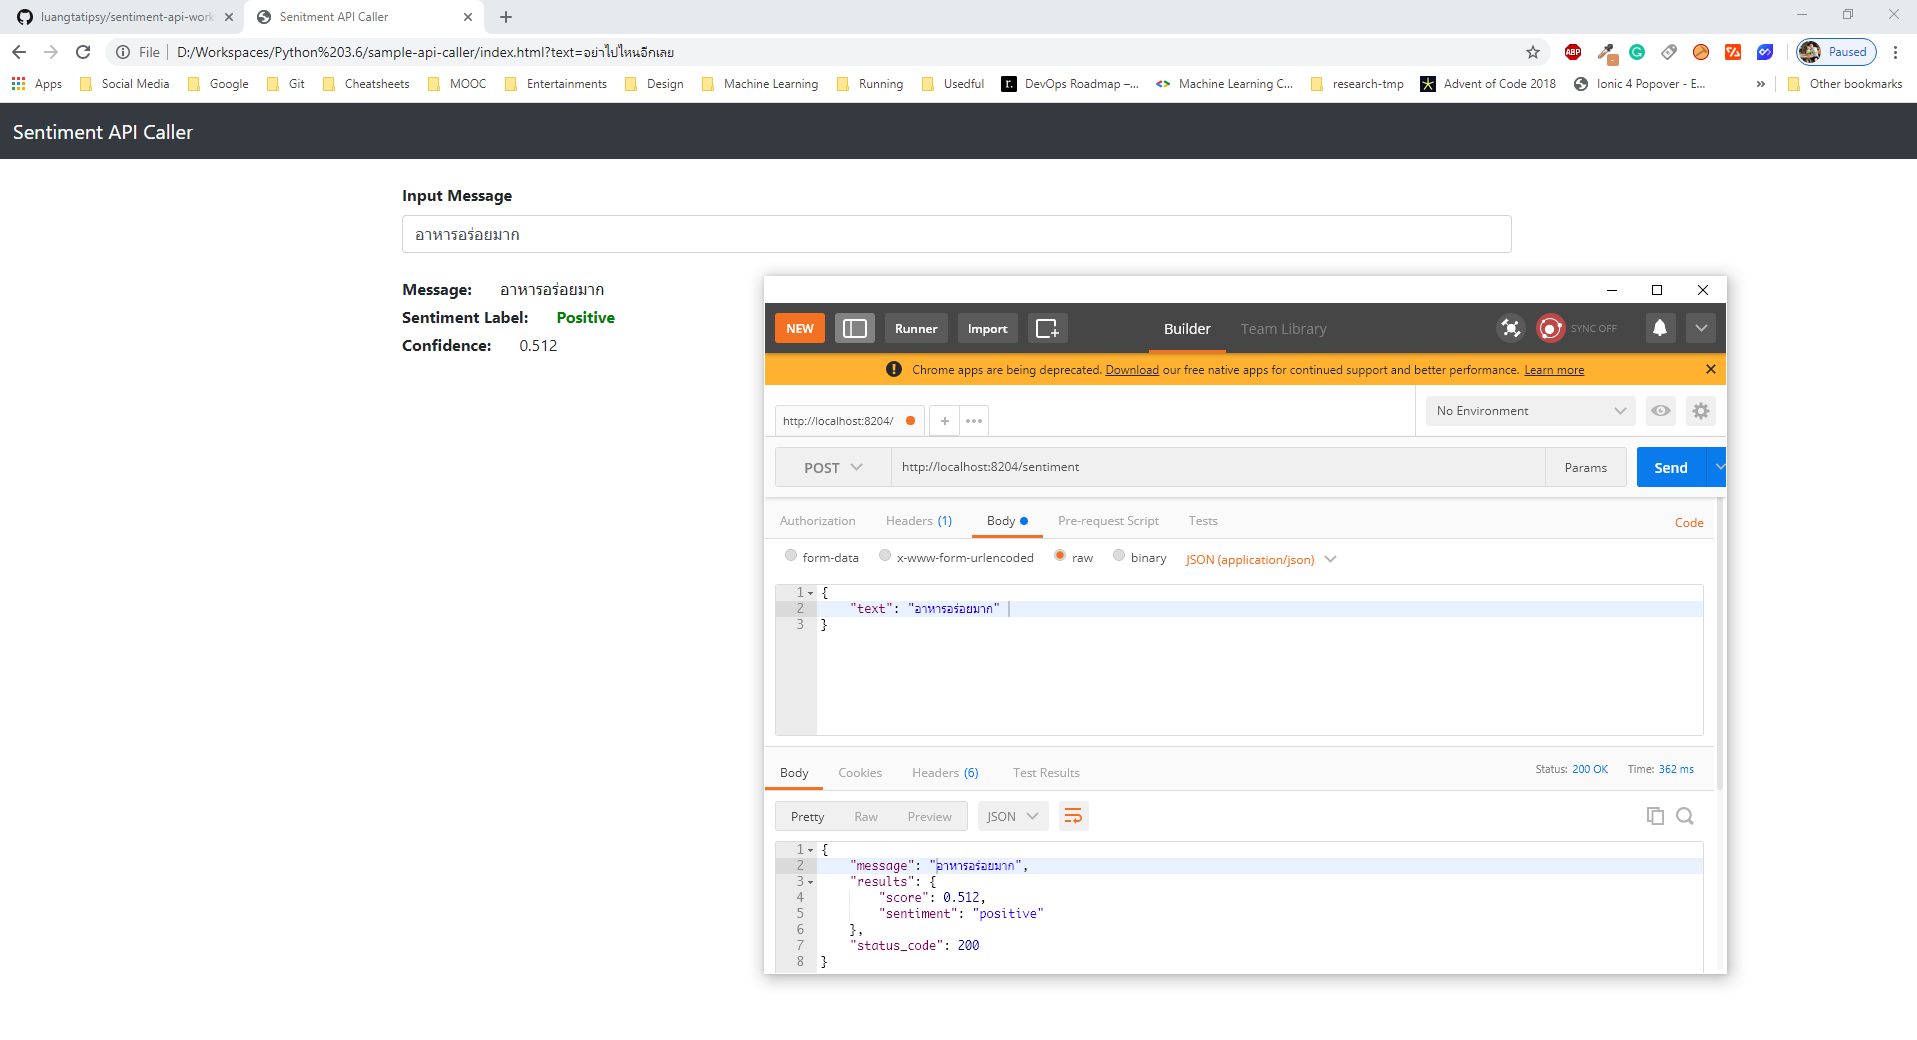 luangtatipsy/sentiment-api-work
Senitment API Caller
File
D:/Workspaces/Python%203.6/sample-api-caller/index.html?text=อย่าไปไหนอีกเลย
ABP
Paused
Apps
Social Media
Google
Git
Cheatsheets
MOOC
Entertainments
Design
Machine Learning
Running
Usedful
r.
DevOps Roadmap –...
Machine Learning C...
research-tmp
Advent of Code 2018
Ionic 4 Popover - E...
»
Other bookmarks
Sentiment API Caller
Input Message
อาหารอร่อยมาก
Message: อาหารอร่อยมาก
Sentiment Label: Positive
Confidence: 0.512
NEW
Runner
Import
Builder
Team Library
SYNC OFF
Chrome apps are being deprecated. Download our free native apps for continued support and better performance. Learn more
http://localhost:8204/
No Environment
POST
http://localhost:8204/sentiment
Params
Send
Authorization
Headers (1)
Body
Pre-request Script
Tests
Code
form-data
x-www-form-urlencoded
raw
binary
JSON (application/json)
1 {
2 "text": "อาหารอร่อยมาก"
3 }
Body
Cookies
Headers (6)
Test Results
Status: 200 OK
Time: 362 ms
Pretty
Raw
Preview
JSON
1 {
2 "message": "อาหารอร่อยมาก",
3 "results": {
4 "score": 0.512,
5 "sentiment": "positive"
6 },
7 "status_code": 200
8 }